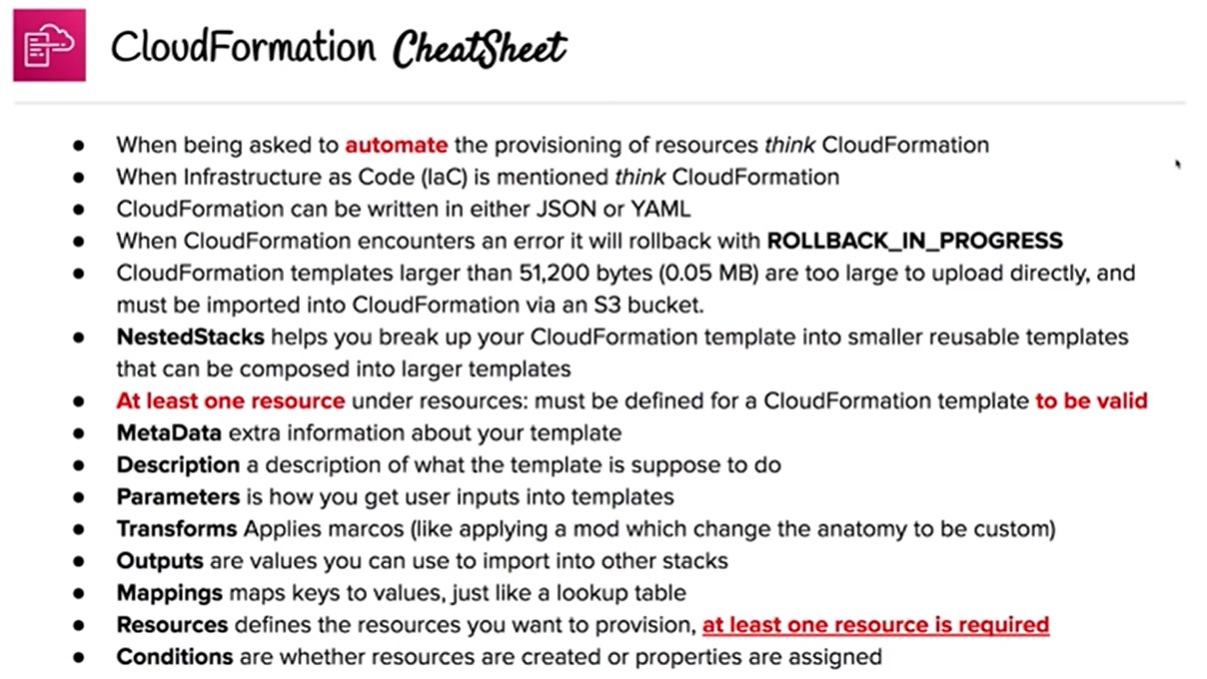 CloudFormation CheatSheet
● When being asked to automate the provisioning of resources think CloudFormation
● When Infrastructure as Code (IaC) is mentioned think CloudFormation
● CloudFormation can be written in either JSON or YAML
● When CloudFormation encounters an error it will rollback with ROLLBACK_IN_PROGRESS
● CloudFormation templates larger than 51,200 bytes (0.05 MB) are too large to upload directly, and
must be imported into CloudFormation via an S3 bucket.
● NestedStacks helps you break up your CloudFormation template into smaller reusable templates
that can be composed into larger templates
● At least one resource under resources: must be defined for a CloudFormation template to be valid
● MetaData extra information about your template
● Description a description of what the template is suppose to do
● Parameters is how you get user inputs into templates
● Transforms Applies marcos (like applying a mod which change the anatomy to be custom)
● Outputs are values you can use to import into other stacks
● Mappings maps keys to values, just like a lookup table
● Resources defines the resources you want to provision, at least one resource is required
● Conditions are whether resources are created or properties are assigned